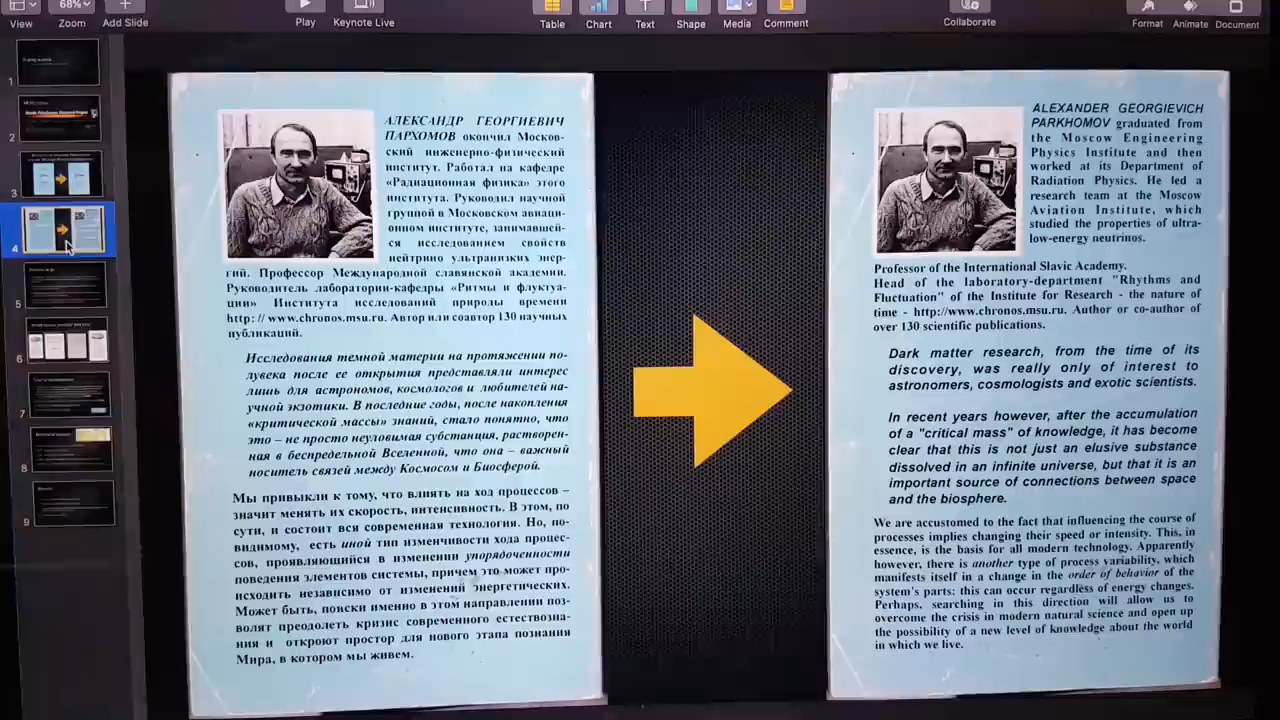 View
68%
Zoom
Add Slide
Play
Keynote Live
Table
Chart
Text
Shape
Media
Comment
Collaborate
Format
Animate
Document
1
2
3
4
5
6
7
8
9
АЛЕКСАНДР ГЕОРГИЕВИЧ
ПАРХОМОВ окончил Москов-
ский инженерно-физический
институт. Работал на кафедре
«Радиационная физика» этого
института. Руководил научной
группой в Московском авиаци-
онном институте, занимавшей-
ся исследованием свойств
нейтрино ультранизких энер-
гий. Профессор Международной славянской академии.
Руководитель лаборатории-кафедры «Ритмы и флуктуа-
ции» Института исследований природы времени
http: // www.chronos.msu.ru. Автор или соавтор 130 научных
публикаций.
Исследования темной материи на протяжении по-
лувека после ее открытия представляли интерес
лишь для астрономов, космологов и любителей на-
учной экзотики. В последние годы, после накопления
«критической массы» знаний, стало понятно, что
это – не просто неуловимая субстанция, растворен-
ная в беспредельной Вселенной, что она – важный
носитель связей между Космосом и Биосферой.
Мы привыкли к тому, что влиять на ход процессов –
значит менять их скорость, интенсивность. В этом, по
сути, и состоит вся современная технология. Но, по-
видимому, есть иной тип изменчивости хода процес-
сов, проявляющийся в изменении упорядоченности
поведения элементов системы, причем это может про-
исходить независимо от изменений энергетических.
Может быть, поиски именно в этом направлении поз-
волят преодолеть кризис современного естествозна-
ния и откроют простор для нового этапа познания
Мира, в котором мы живем.
ALEXANDER GEORGIEVICH
PARKHOMOV graduated from
the Moscow Engineering
Physics Institute and then
worked at its Department of
Radiation Physics. He led a
research team at the Moscow
Aviation Institute, which
studied the properties of ultra-
low-energy neutrinos.
Professor of the International Slavic Academy.
Head of the laboratory-department "Rhythms and
Fluctuation" of the Institute for Research - the nature of
time - http://www.chronos.msu.ru. Author or co-author of
over 130 scientific publications.
Dark matter research, from the time of its
discovery, was really only of interest to
astronomers, cosmologists and exotic scientists.
In recent years however, after the accumulation
of a "critical mass" of knowledge, it has become
clear that this is not just an elusive substance
dissolved in an infinite universe, but that it is an
important source of connections between space
and the biosphere.
We are accustomed to the fact that influencing the course of
processes implies changing their speed or intensity. This, in
essence, is the basis for all modern technology. Apparently
however, there is another type of process variability, which
manifests itself in a change in the order of behavior of the
system's parts; this can occur regardless of energy changes.
Perhaps, searching in this direction will allow us to
overcome the crisis in modern natural science and open up
the possibility of a new level of knowledge about the world
in which we live.